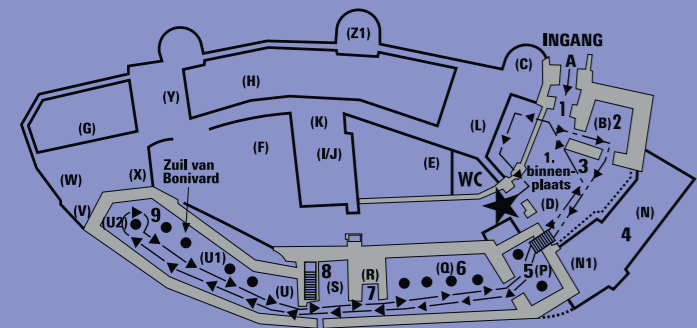 (Z1)
INGANG
A
(C)
(Y)
(H)
1
(B) 2
(G)
(K)
(L)
(F)
(I/J)
(E)
1.
binnen-
plaats
3
Zuil van
Bonivard
(W)
(X)
WC
(D)
(V)
(N)
(U2)
9
4
(U1)
8
(R)
(Q) 6
5 (P)
(N1)
(U)
(S)
7